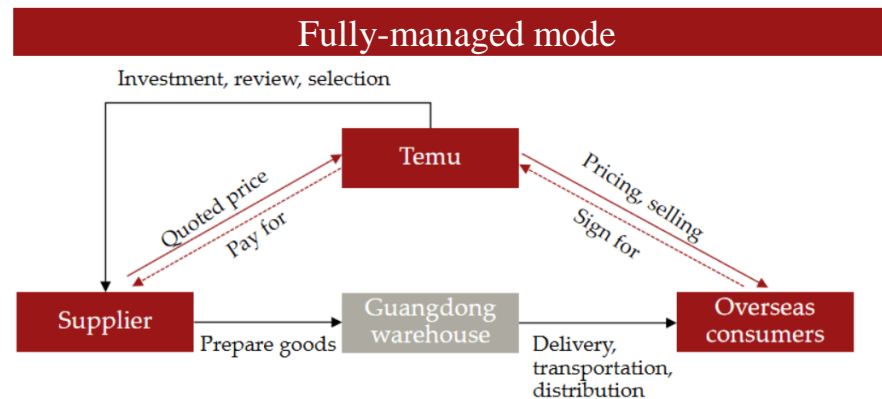 Fully-managed mode
Investment, review, selection
Temu
Quoted price
Pay for
Pricing, selling
Sign for
Supplier
Prepare goods
Guangdong
warehouse
Delivery,
transportation,
distribution
Overseas
consumers